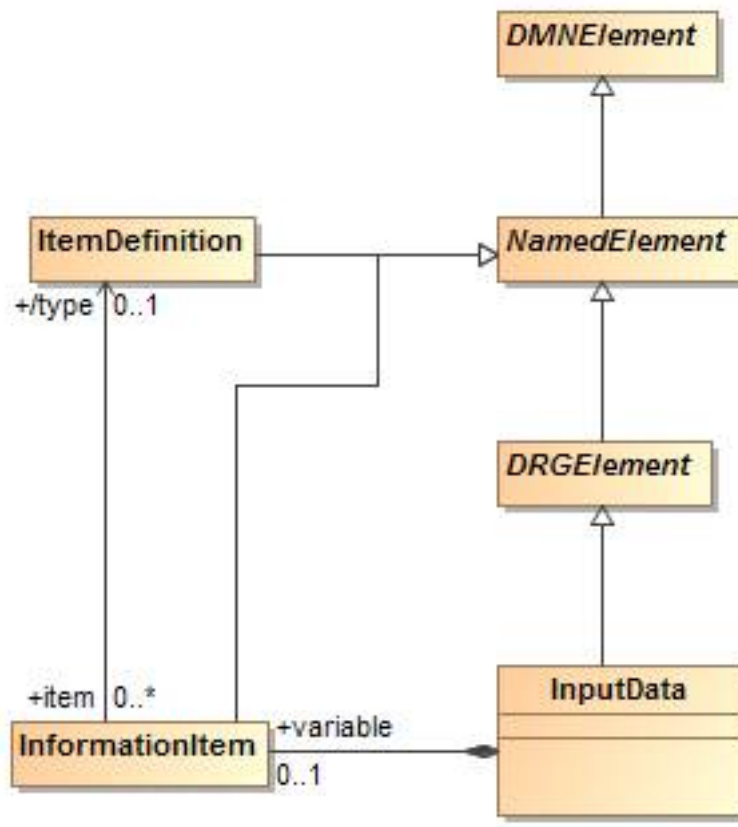 DMNElement
ItemDefinition
NamedElement
+/type 0..1
DRGElement
+item 0..*
InputData
InformationItem
+variable
0..1